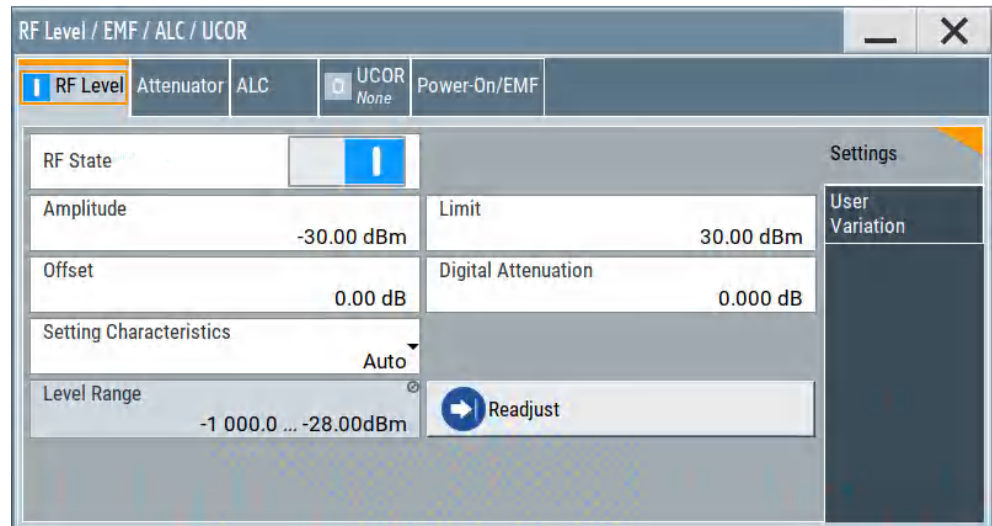 RF Level / EMF / ALC / UCOR
RF Level
Attenuator
ALC
0 UCOR
None
Power-On/EMF
RF State
Settings
Amplitude
-30.00 dBm
Limit
30.00 dBm
User
Variation
Offset
0.00 dB
Digital Attenuation
0.000 dB
Setting Characteristics
Auto
Level Range
-1 000.0 ... -28.00dBm
Readjust